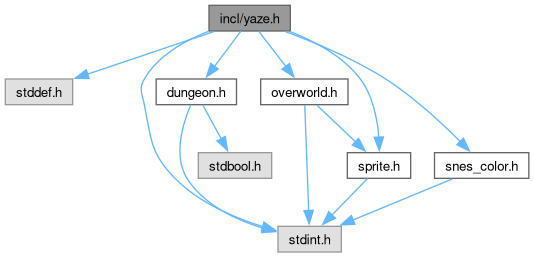 incl/yaze.h
stddef.h
dungeon.h
overworld.h
stdbool.h
sprite.h
snes_color.h
stdint.h